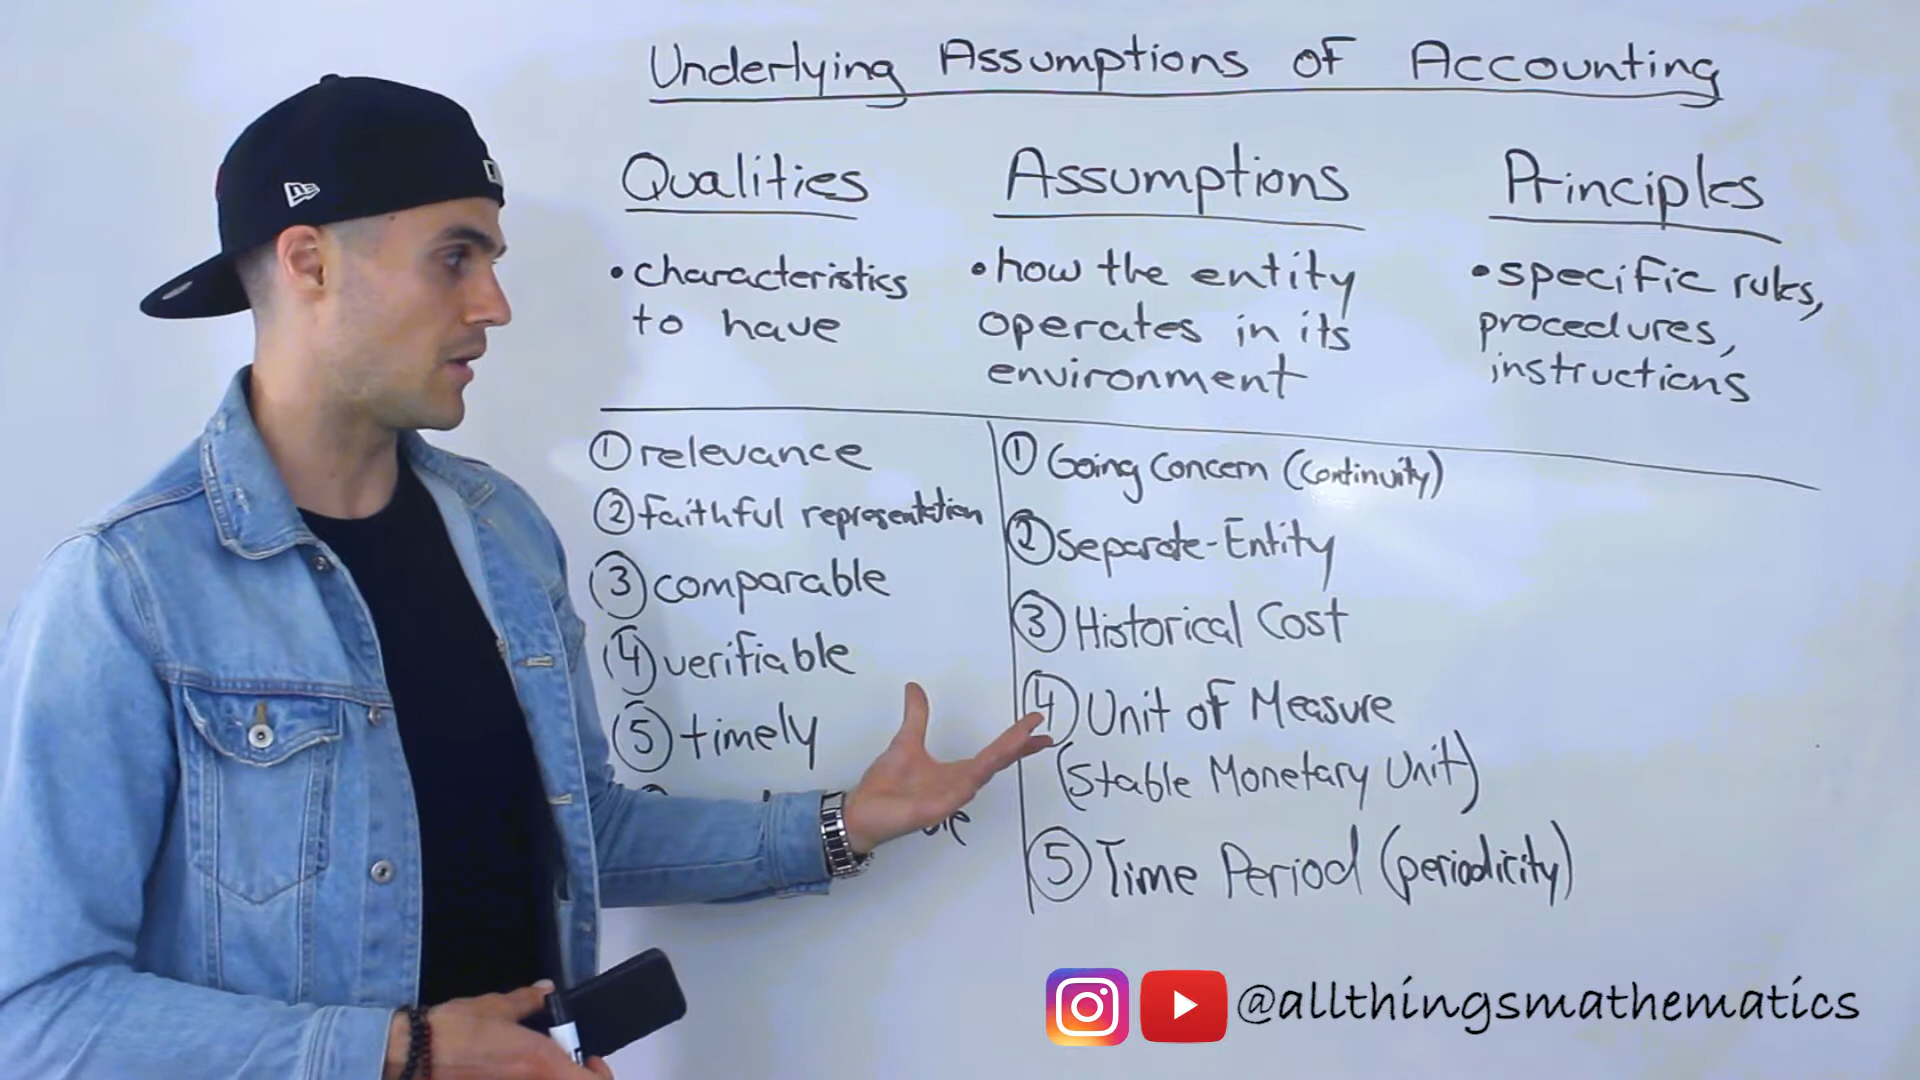 Underlying Assumptions of Accounting
Qualities
• characteristics
to have
Assumptions
• how the entity
operates in its
environment
Principles
• specific rules,
procedures,
instructions
① relevance
② faithful representation
③ comparable
④ verifiable
⑤ timely
① Going Concern (Continuity)
② Separate-Entity
③ Historical Cost
④ Unit of Measure
(Stable Monetary Unit)
⑤ Time Period (periodicity)
@allthingsmathematics